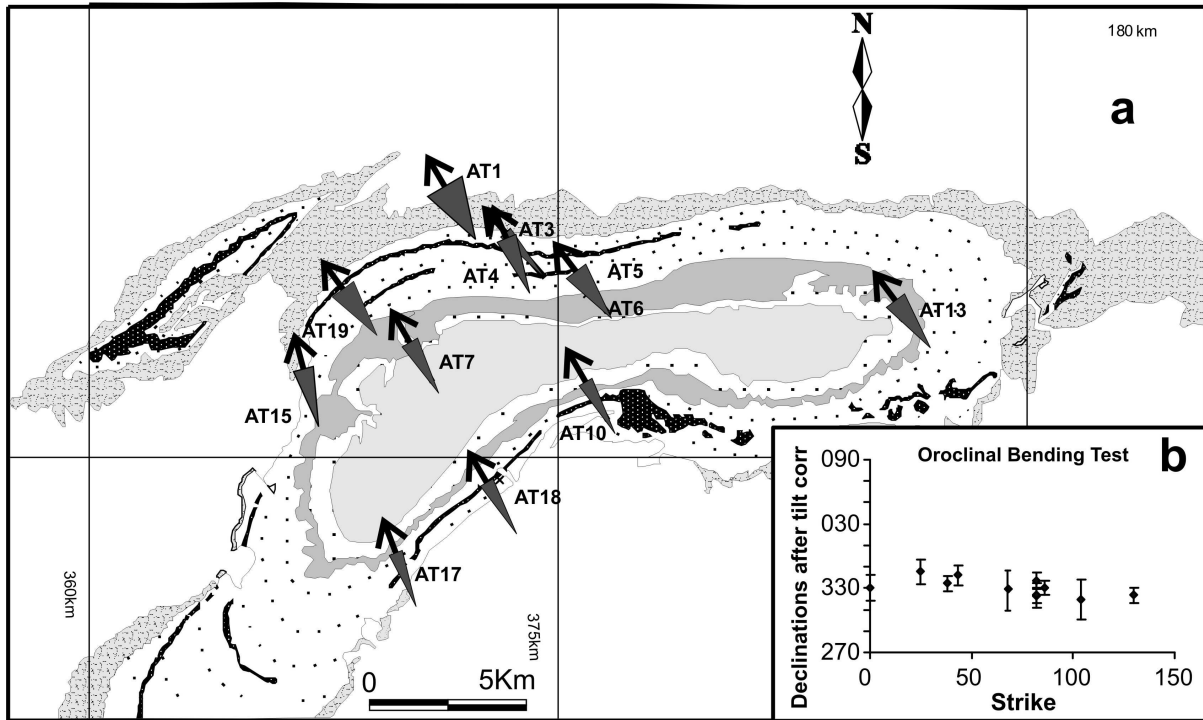 N
180 km
a
S
AT1
AT3
AT4
AT5
AT6
AT13
AT19
AT7
AT15
AT10
AT18
AT17
360km
375km
0 5Km
Oroclinal Bending Test
b
Declinations after tilt corr
090
030
330
270
0 50 100 150
Strike